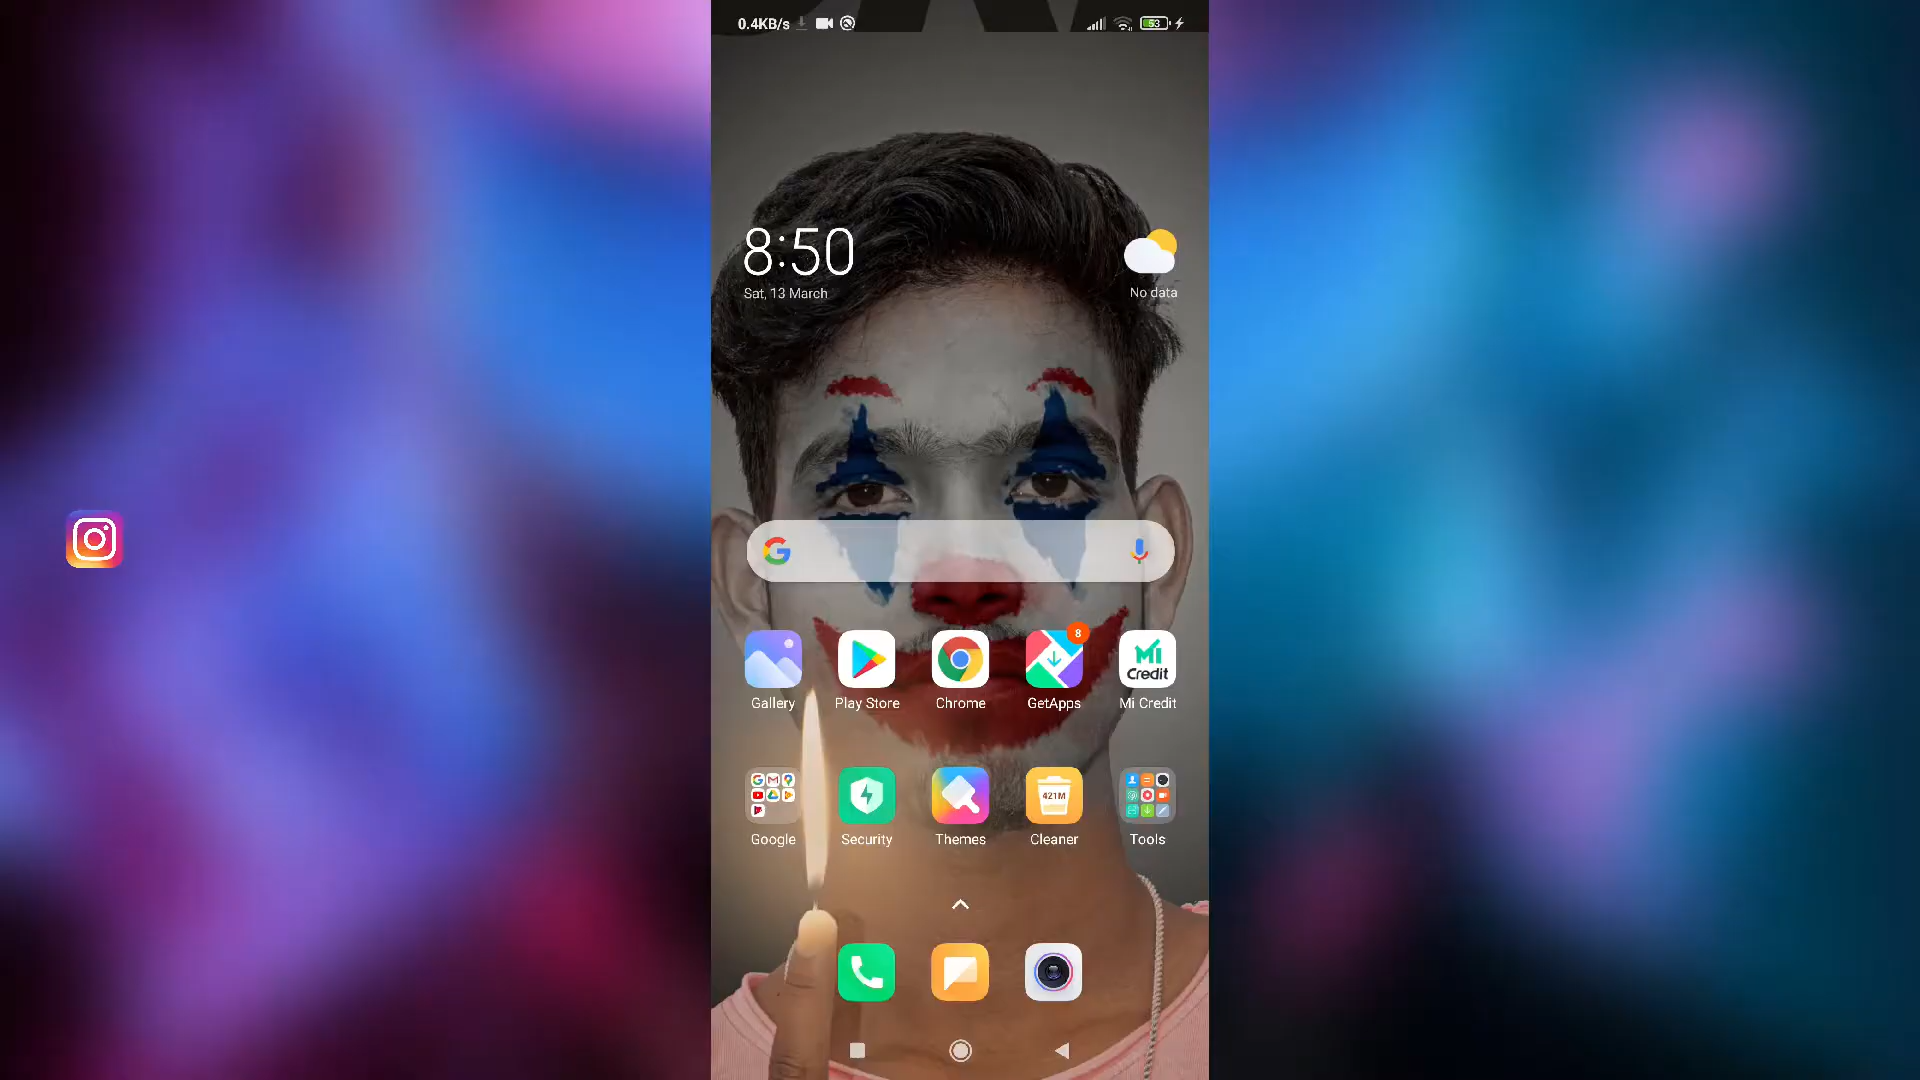 0.4KB/s
53
8:50
Sat, 13 March
No data
8
Mi
Credit
Gallery
Play Store
Chrome
GetApps
Mi Credit
421M
Google
Security
Themes
Cleaner
Tools